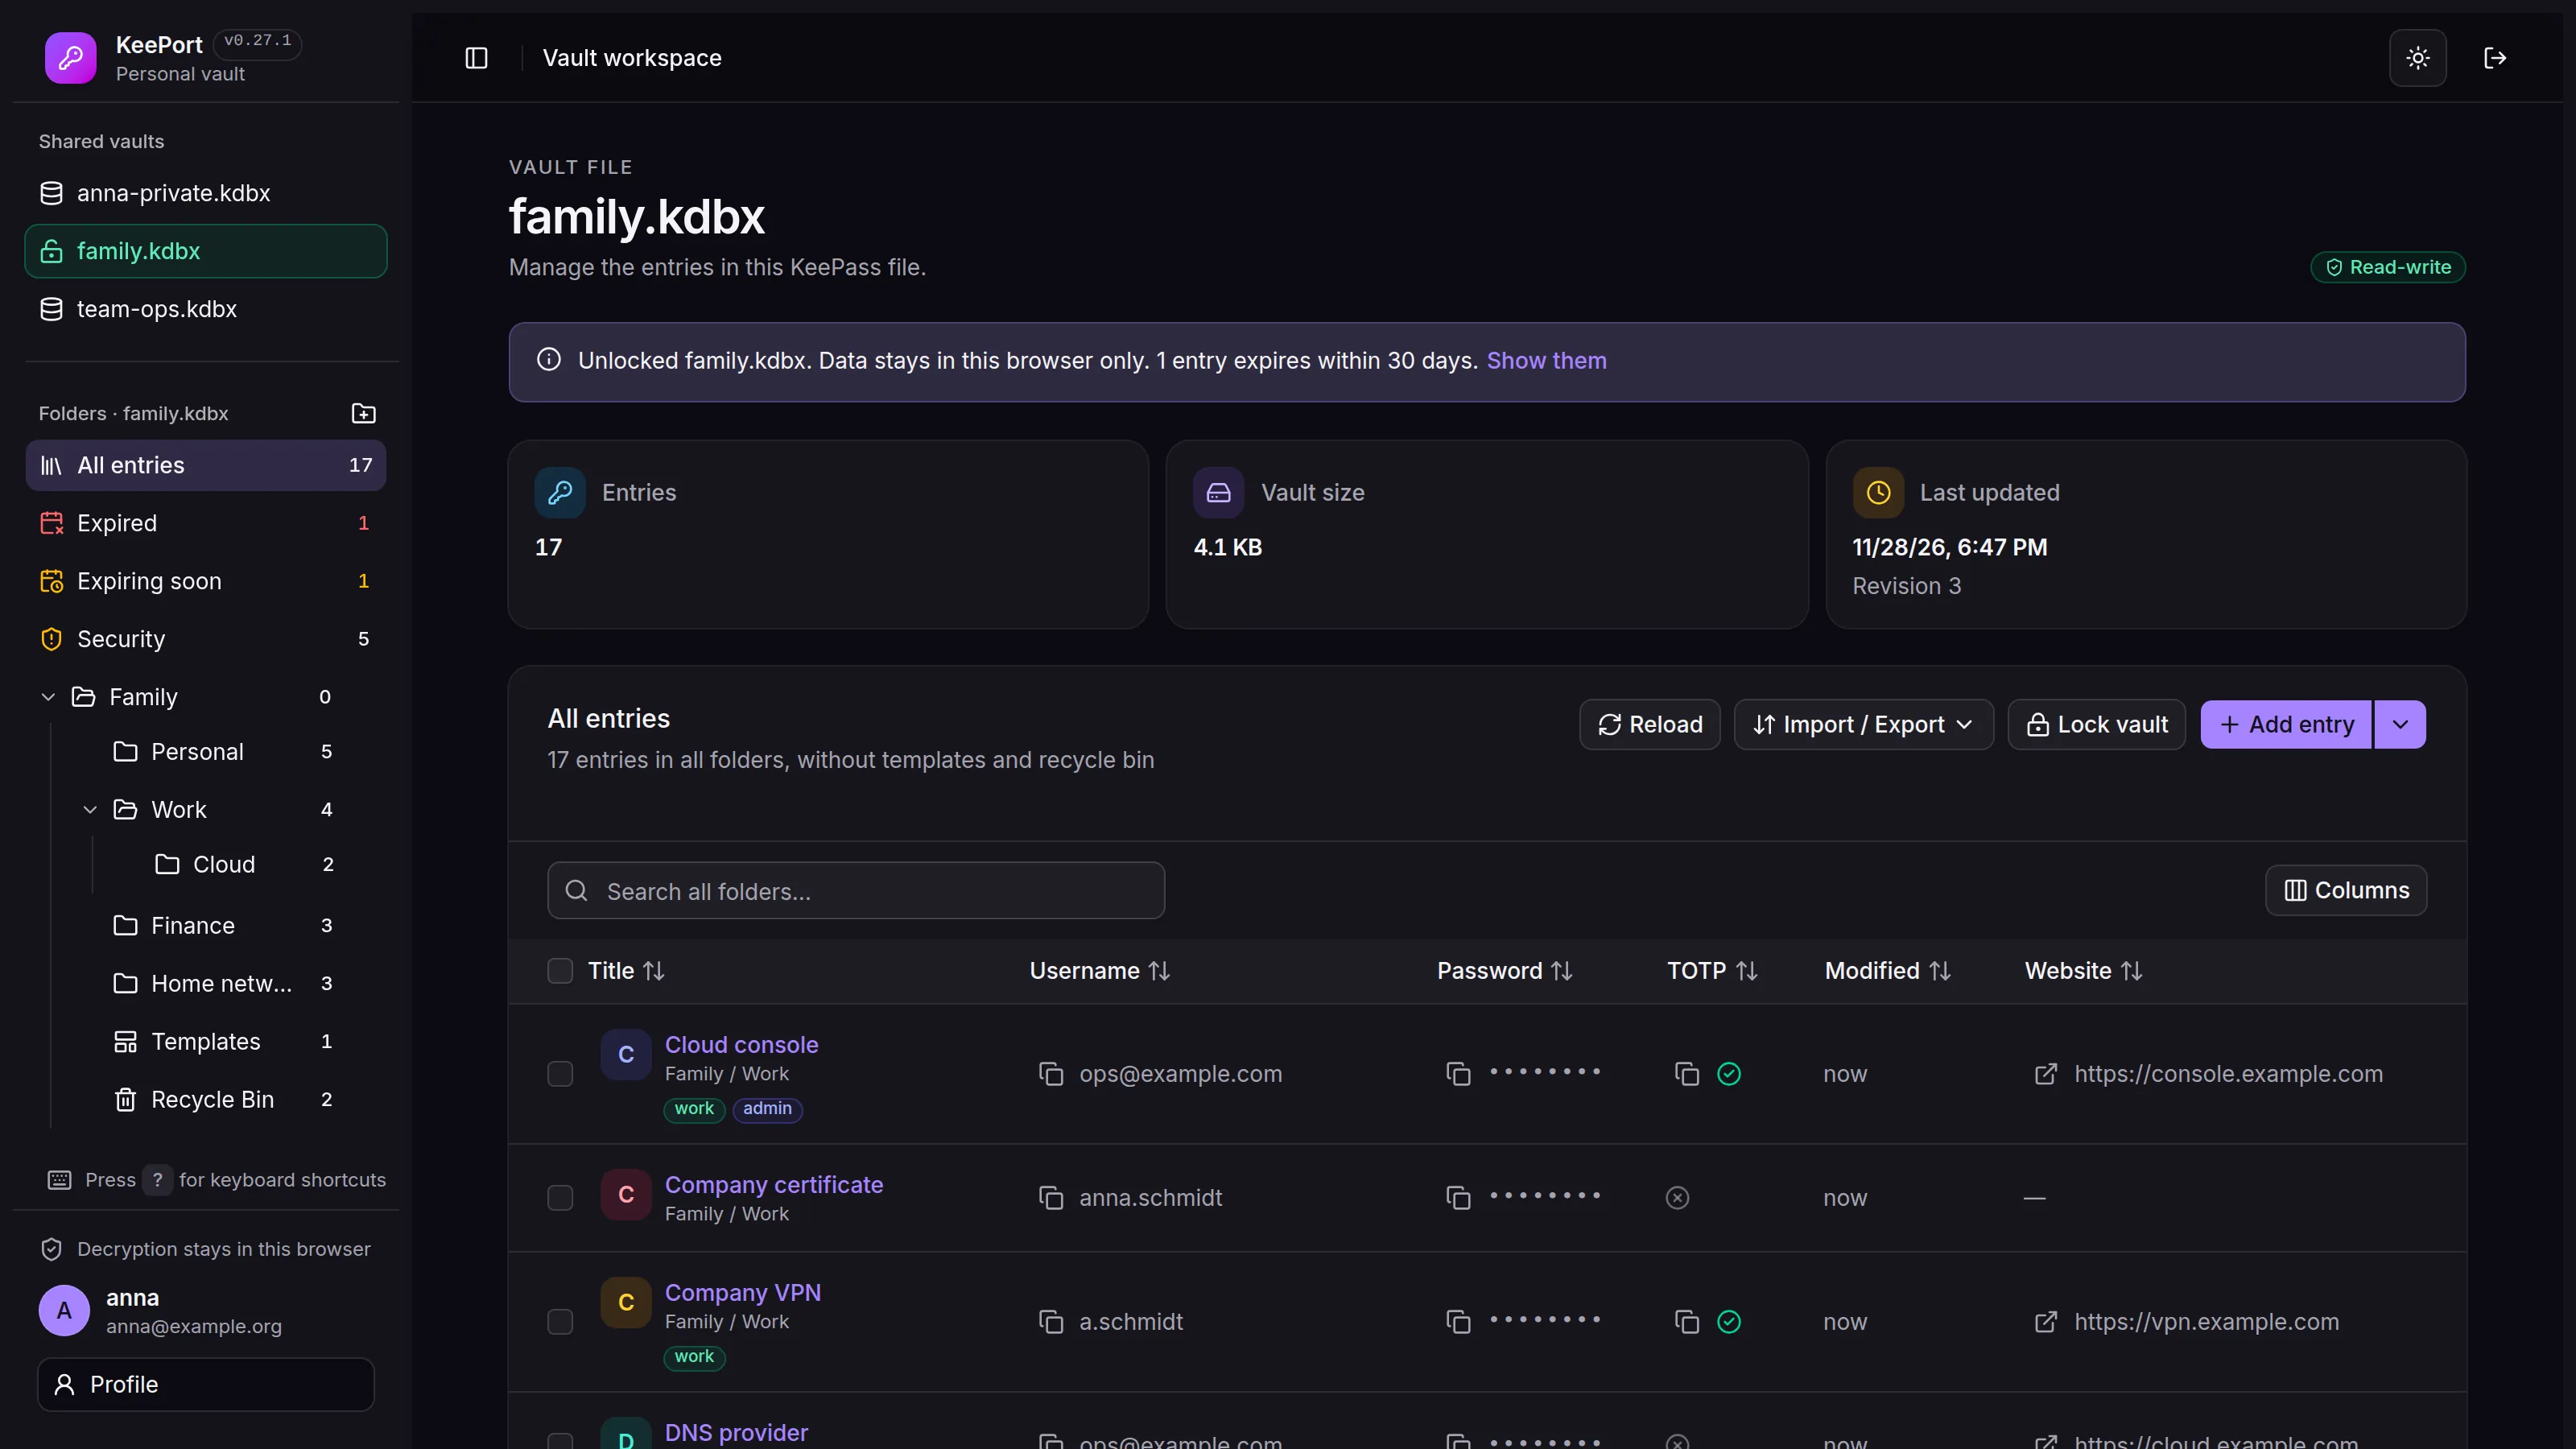 KeePort v0.27.1
Personal vault
Shared vaults
anna-private.kdbx
family.kdbx
team-ops.kdbx
Folders · family.kdbx
All entries 17
Expired 1
Expiring soon 1
Security 5
Family 0
Personal 5
Work 4
Cloud 2
Finance 3
Home netw... 3
Templates 1
Recycle Bin 2
Press ? for keyboard shortcuts
Decryption stays in this browser
A anna
anna@example.org
Profile
Vault workspace
VAULT FILE
family.kdbx
Manage the entries in this KeePass file.
Read-write
Unlocked family.kdbx. Data stays in this browser only. 1 entry expires within 30 days. Show them
Entries
17
Vault size
4.1 KB
Last updated
11/28/26, 6:47 PM
Revision 3
All entries
17 entries in all folders, without templates and recycle bin
Reload Import / Export Lock vault + Add entry
Search all folders...
Columns
Title Username Password TOTP Modified Website
C Cloud console
Family / Work
work admin
ops@example.com •••••••• now https://console.example.com
C Company certificate
Family / Work
anna.schmidt •••••••• now —
C Company VPN
Family / Work
work
a.schmidt •••••••• now https://vpn.example.com
D DNS provider
ops@example.com •••••••• now https://cloud.example.com